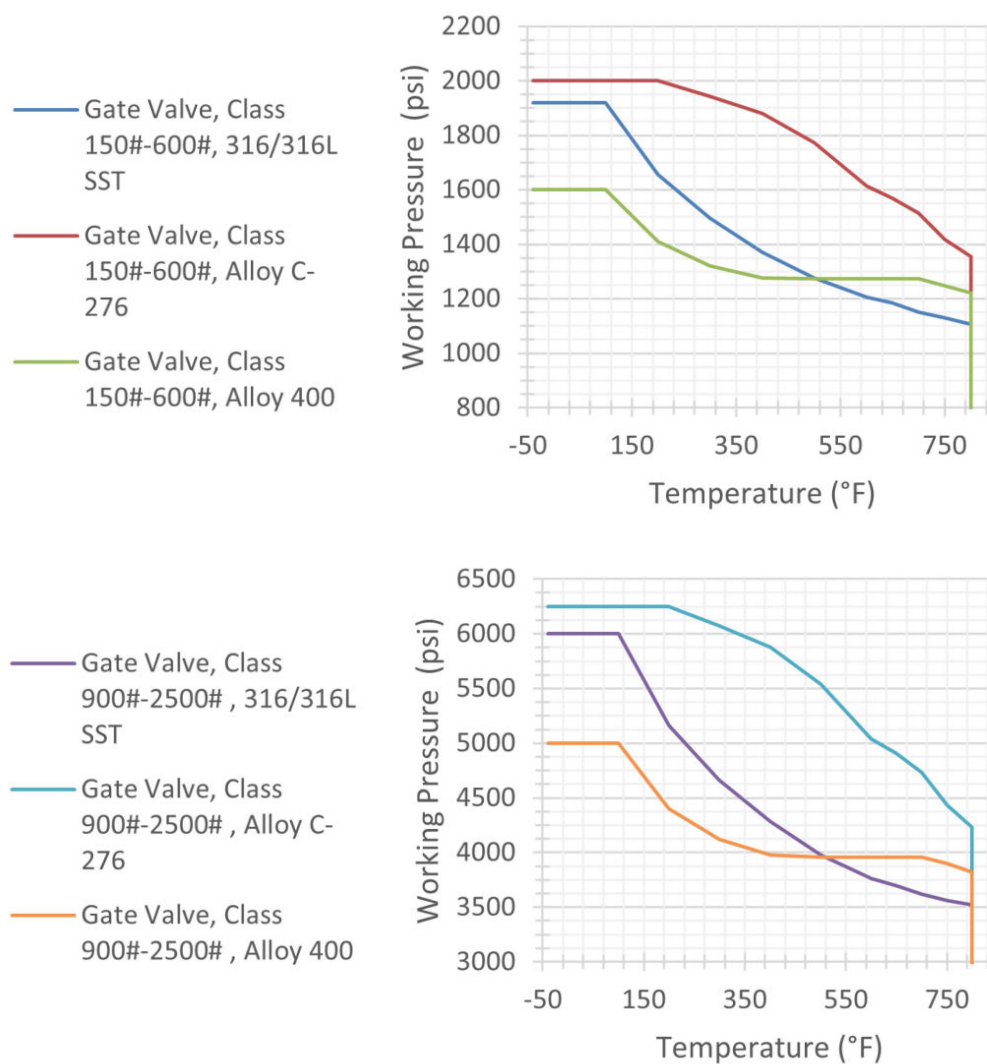 Gate Valve, Class
150#-600#, 316/316L
SST
Gate Valve, Class
150#-600#, Alloy C-
276
Gate Valve, Class
150#-600#, Alloy 400
Working Pressure (psi)
2200
2000
1800
1600
1400
1200
1000
800
-50 150 350 550 750
Temperature (°F)
Gate Valve, Class
900#-2500# , 316/316L
SST
Gate Valve, Class
900#-2500# , Alloy C-
276
Gate Valve, Class
900#-2500# , Alloy 400
Working Pressure (psi)
6500
6000
5500
5000
4500
4000
3500
3000
-50 150 350 550 750
Temperature (°F)